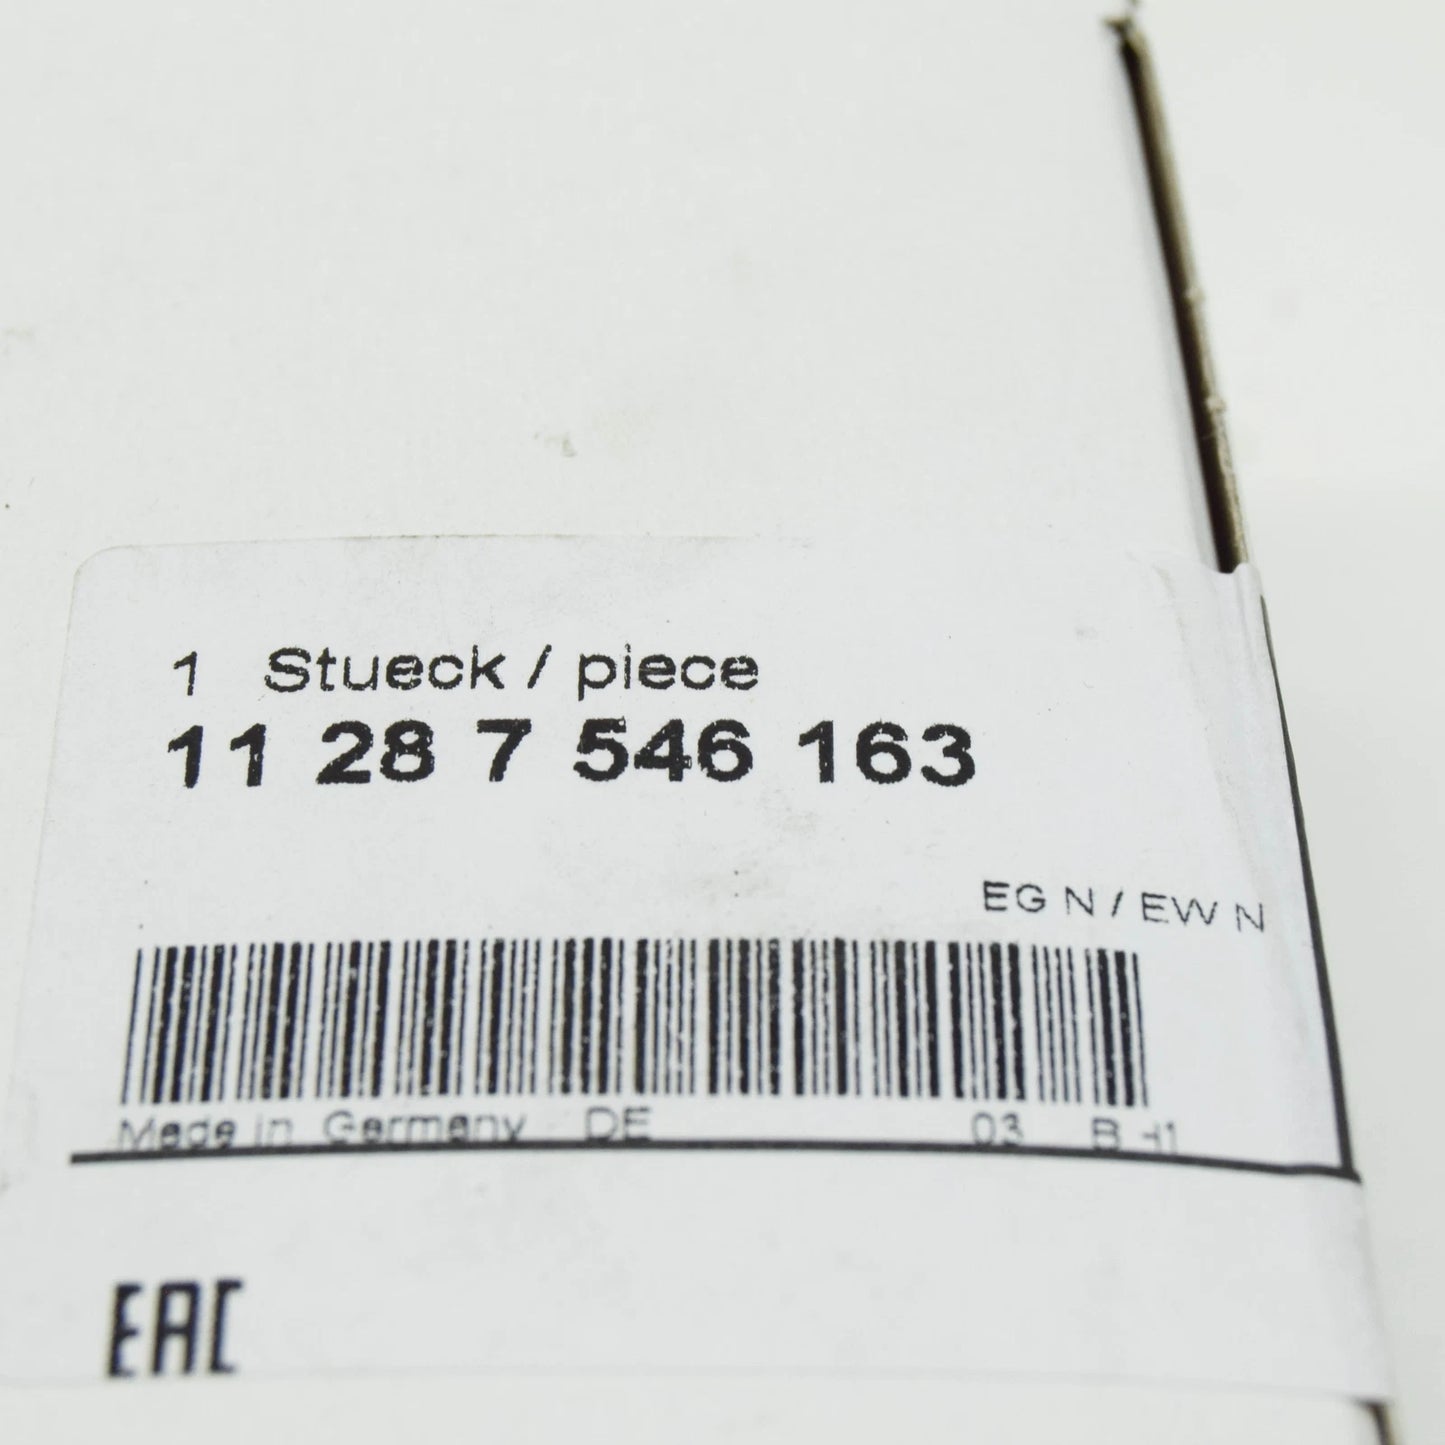 1 Stueck / piece
11 28 7 546 163
EG N / EW N
Made in Germany DE 03
EAC